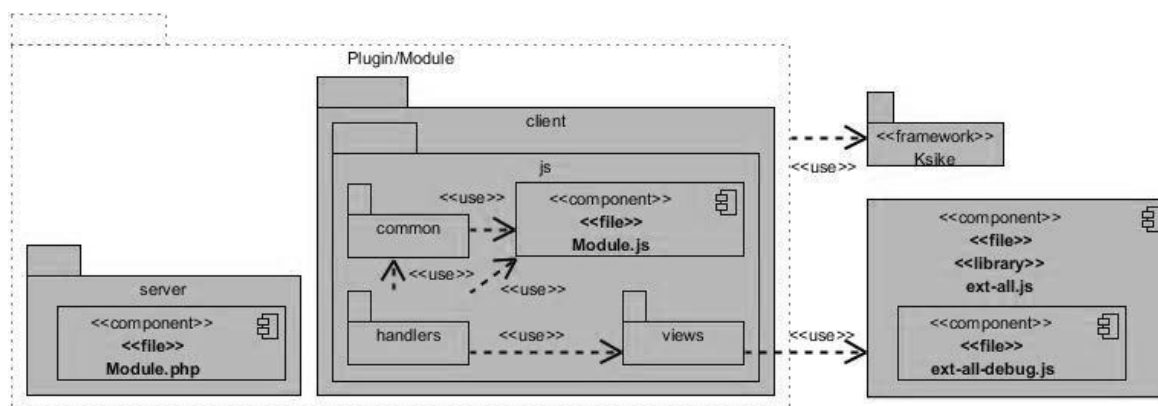 Plugin/Module
client
js
<<use>>
<<component>>
<<file>>
Module.js
common
<<use>>
<<use>>
handlers
<<use>>
views
server
<<component>>
<<file>>
Module.php
<<framework>>
Ksike
<<use>>
<<component>>
<<file>>
<<library>>
ext-all.js
<<use>>
<<component>>
<<file>>
ext-all-debug.js